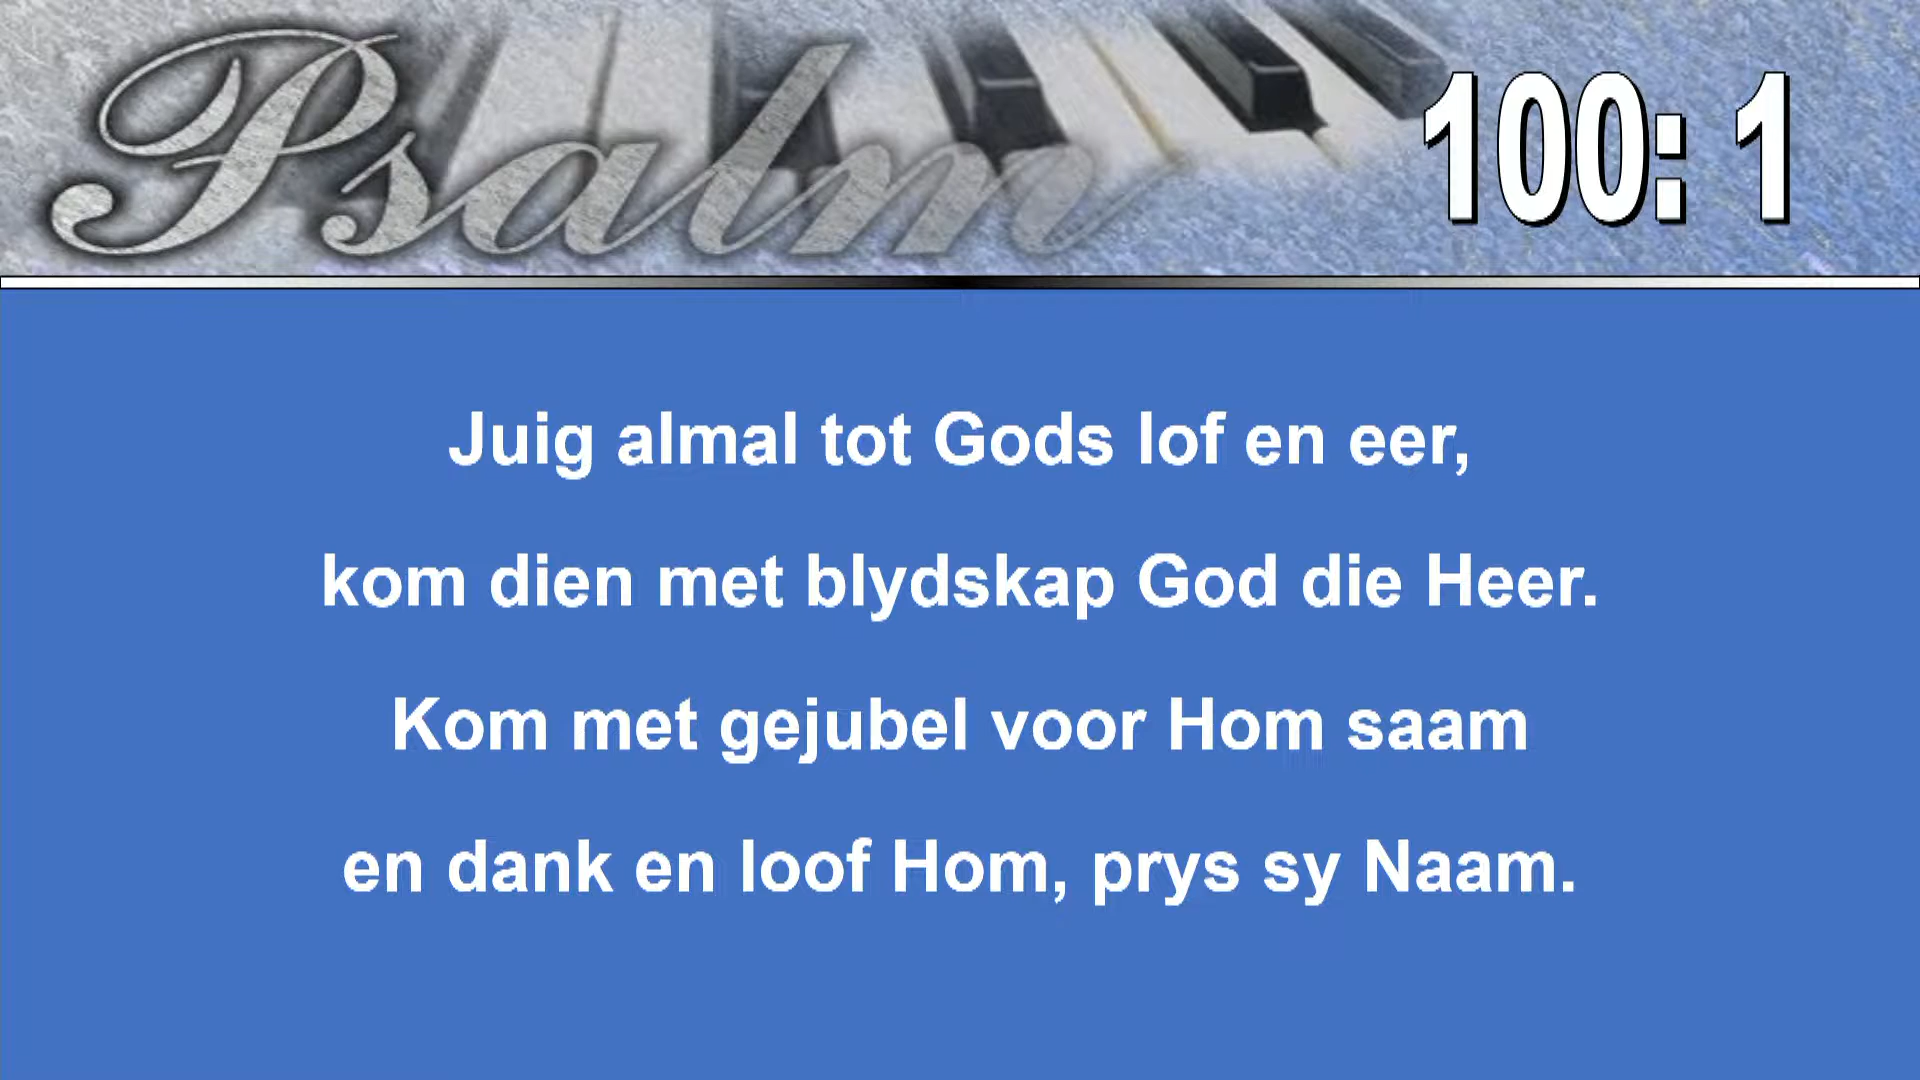 Psalm 100: 1
Juig almal tot Gods lof en eer,
kom dien met blydskap God die Heer.
Kom met gejubel voor Hom saam
en dank en loof Hom, prys sy Naam.